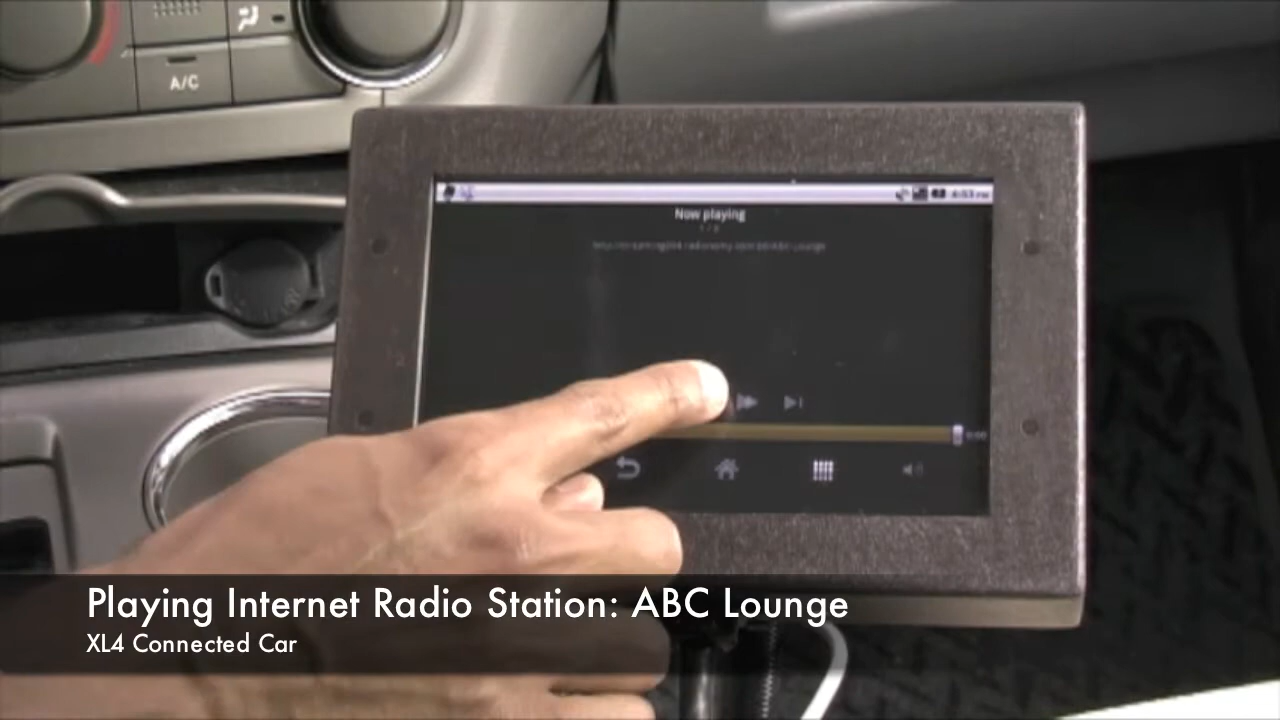 A/C
Now playing
Playing Internet Radio Station: ABC Lounge
XL4 Connected Car